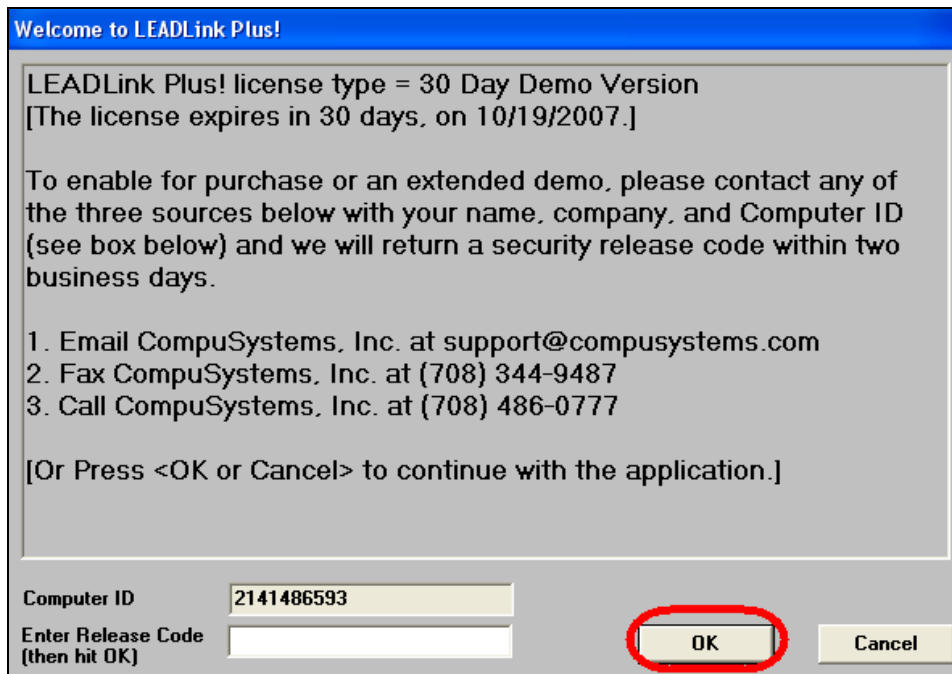 Welcome to LEADLink Plus!
LEADLink Plus! license type = 30 Day Demo Version
[The license expires in 30 days, on 10/19/2007.]
To enable for purchase or an extended demo, please contact any of
the three sources below with your name, company, and Computer ID
(see box below) and we will return a security release code within two
business days.
1. Email CompuSystems, Inc. at support@compusystems.com
2. Fax CompuSystems, Inc. at (708) 344-9487
3. Call CompuSystems, Inc. at (708) 486-0777
[Or Press <OK or Cancel> to continue with the application.]
Computer ID 2141486593
Enter Release Code
(then hit OK)
OK Cancel